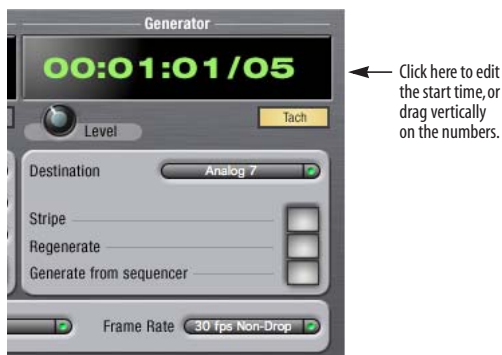 Generator
00:01:01/05
Click here to edit
the start time, or
drag vertically
on the numbers.
Level
Tach
Destination
Analog 7
Stripe
Regenerate
Generate from sequencer
Frame Rate
30 fps Non-Drop